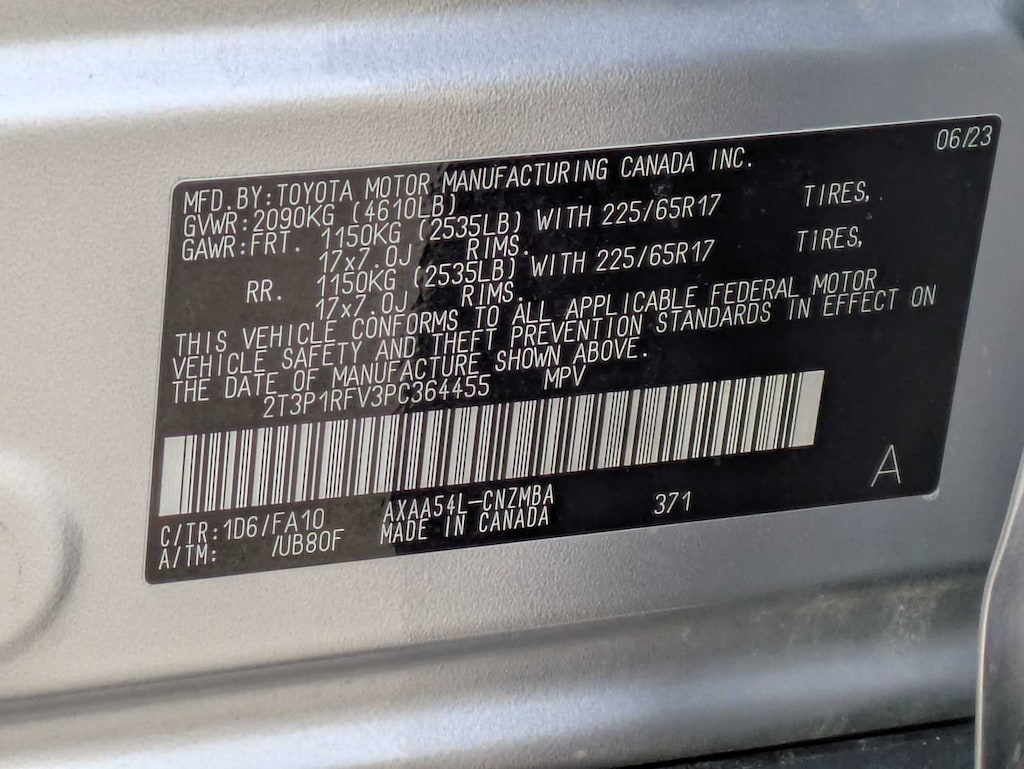 06/23
MFD.BY:TOYOTA MOTOR MANUFACTURING CANADA INC.
GVWR:2090KG (4610LB)
GAWR:FRT. 1150KG (2535LB) WITH 225/65R17 TIRES,
17x7.0J RIMS.
RR. 1150KG (2535LB) WITH 225/65R17 TIRES,
17x7.0J RIMS.
THIS VEHICLE CONFORMS TO ALL APPLICABLE FEDERAL MOTOR
VEHICLE SAFETY AND THEFT PREVENTION STANDARDS IN EFFECT ON
THE DATE OF MANUFACTURE SHOWN ABOVE.
2T3P1RFV3PC364455 MPV
A
C/TR:1D6/FA10 AXAA54L-CNZMBA 371
A/TM: /UB80F MADE IN CANADA